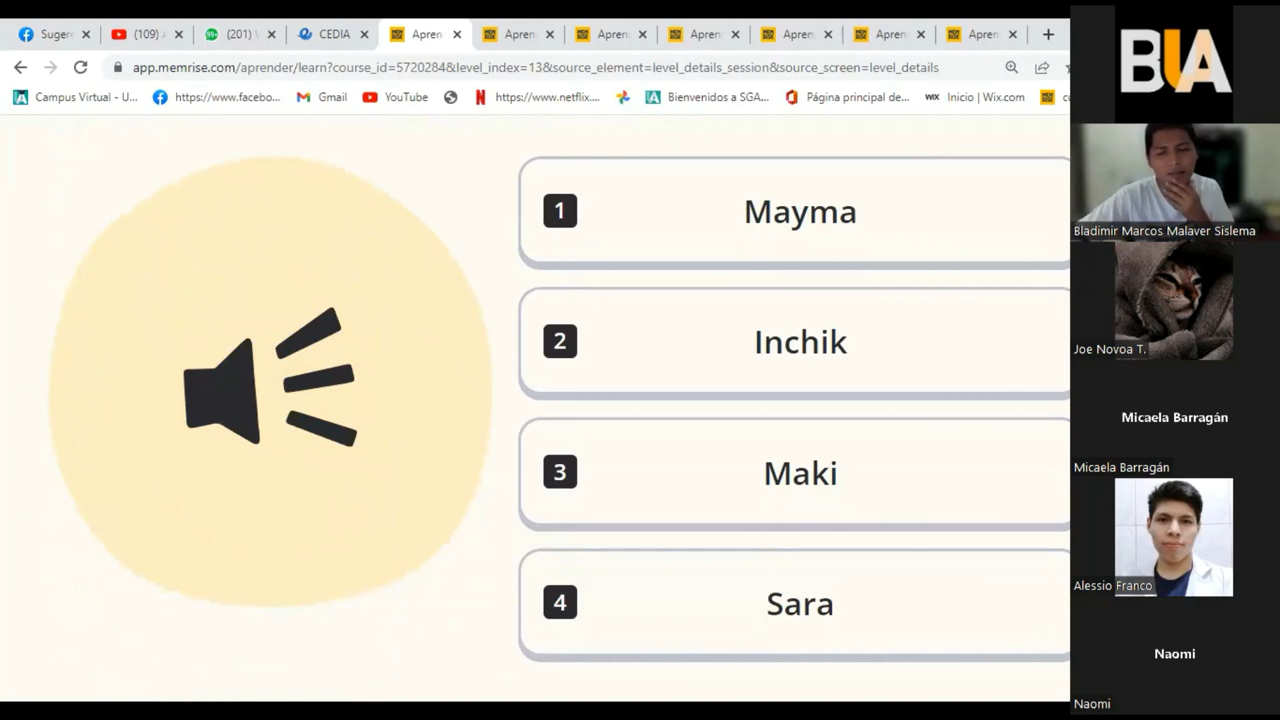 Suger
(109)
(201)
CEDIA
Apren
Apren
Apren
Apren
Apren
Apren
Apren
app.memrise.com/aprender/learn?course_id=5720284&level_index=13&source_element=level_details_session&source_screen=level_details
Campus Virtual - U...
https://www.facebo...
Gmail
YouTube
https://www.netflix....
Bienvenidos a SGA...
Página principal de...
WIX
Inicio | Wix.com
BUA
1 Mayma
2 Inchik
3 Maki
4 Sara
Bladimir Marcos Malaver Sislema
Joe Novoa T.
Micaela Barragán
Micaela Barragán
Alessio Franco
Naomi
Naomi